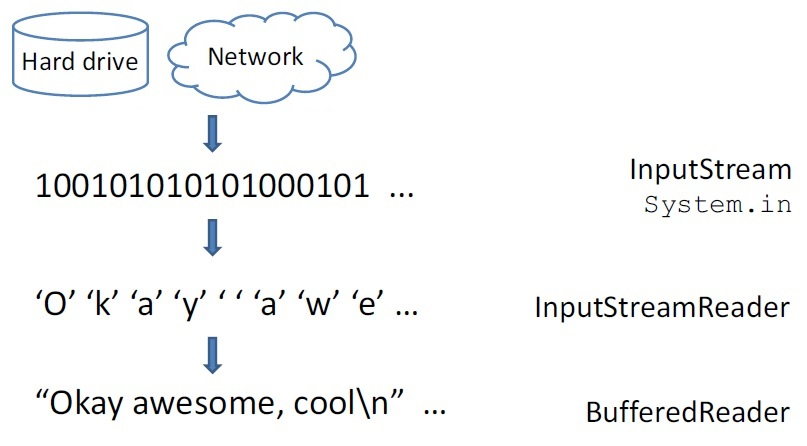 Hard drive
Network
100101010101000101 ...
InputStream
System.in
‘O’ ‘k’ ‘a’ ‘y’ ‘ ‘ ‘a’ ‘w’ ‘e’ ...
InputStreamReader
“Okay awesome, cool\n” ...
BufferedReader